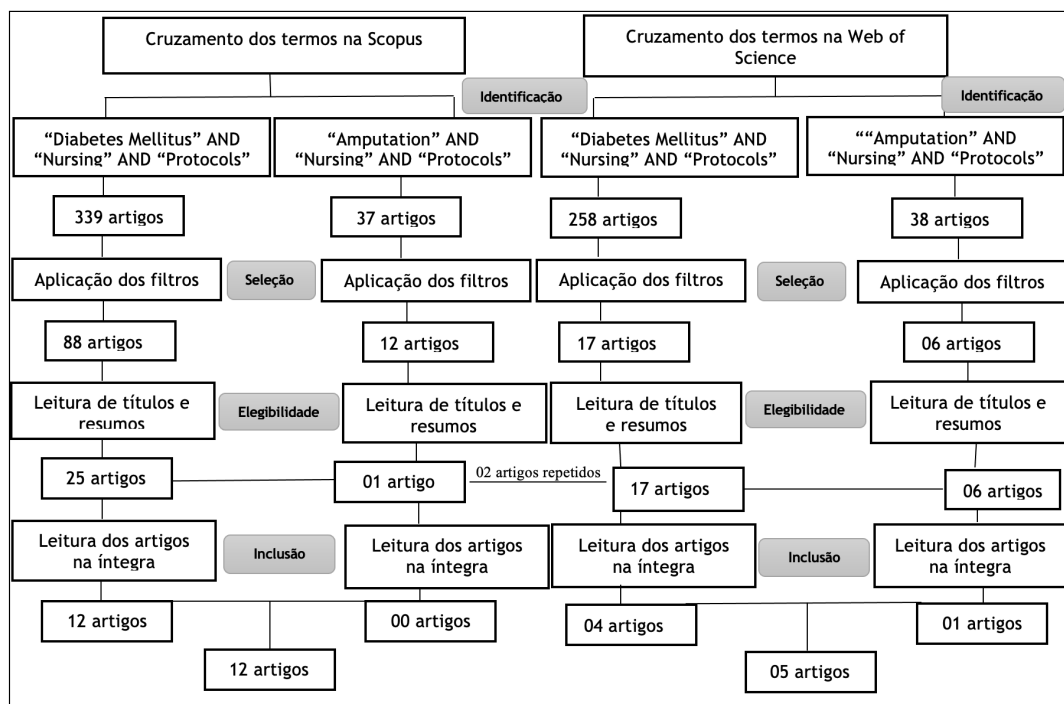 Cruzamento dos termos na Scopus
Cruzamento dos termos na Web of
Science
Identificação
Identificação
“Diabetes Mellitus” AND
“Nursing” AND “Protocols”
“Amputation” AND
“Nursing” AND “Protocols”
“Diabetes Mellitus” AND
“Nursing” AND “Protocols”
““Amputation” AND
“Nursing” AND “Protocols”
339 artigos
37 artigos
258 artigos
38 artigos
Aplicação dos filtros
Seleção
Aplicação dos filtros
Aplicação dos filtros
Seleção
Aplicação dos filtros
88 artigos
12 artigos
17 artigos
06 artigos
Leitura de títulos e
resumos
Elegibilidade
Leitura de títulos e
resumos
Leitura de títulos
e resumos
Elegibilidade
Leitura de títulos e
resumos
25 artigos
01 artigo
02 artigos repetidos
17 artigos
06 artigos
Leitura dos artigos
na íntegra
Inclusão
Leitura dos artigos
na íntegra
Leitura dos artigos
na íntegra
Inclusão
Leitura dos artigos
na íntegra
12 artigos
00 artigos
04 artigos
01 artigos
12 artigos
05 artigos